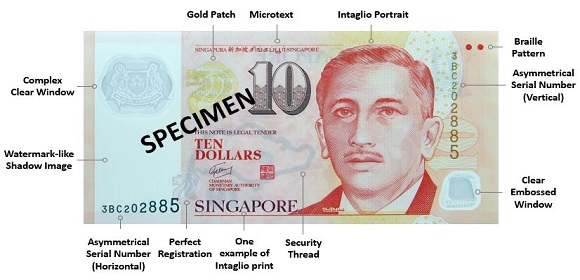 Gold Patch
Microtext
Intaglio Portrait
Braille
Pattern
Complex
Clear Window
Asymmetrical
Serial Number
(Vertical)
Watermark-like
Shadow Image
Clear
Embossed
Window
SINGAPURA 新加坡 SINGAPORE
10
SPECIMEN
THIS NOTE IS LEGAL TENDER
TEN
DOLLARS
CHAIRMAN
MONETARY AUTHORITY
OF SINGAPORE
3BC202885
3BC202885
SINGAPORE
Asymmetrical
Serial Number
(Horizontal)
Perfect
Registration
One
example of
Intaglio print
Security
Thread